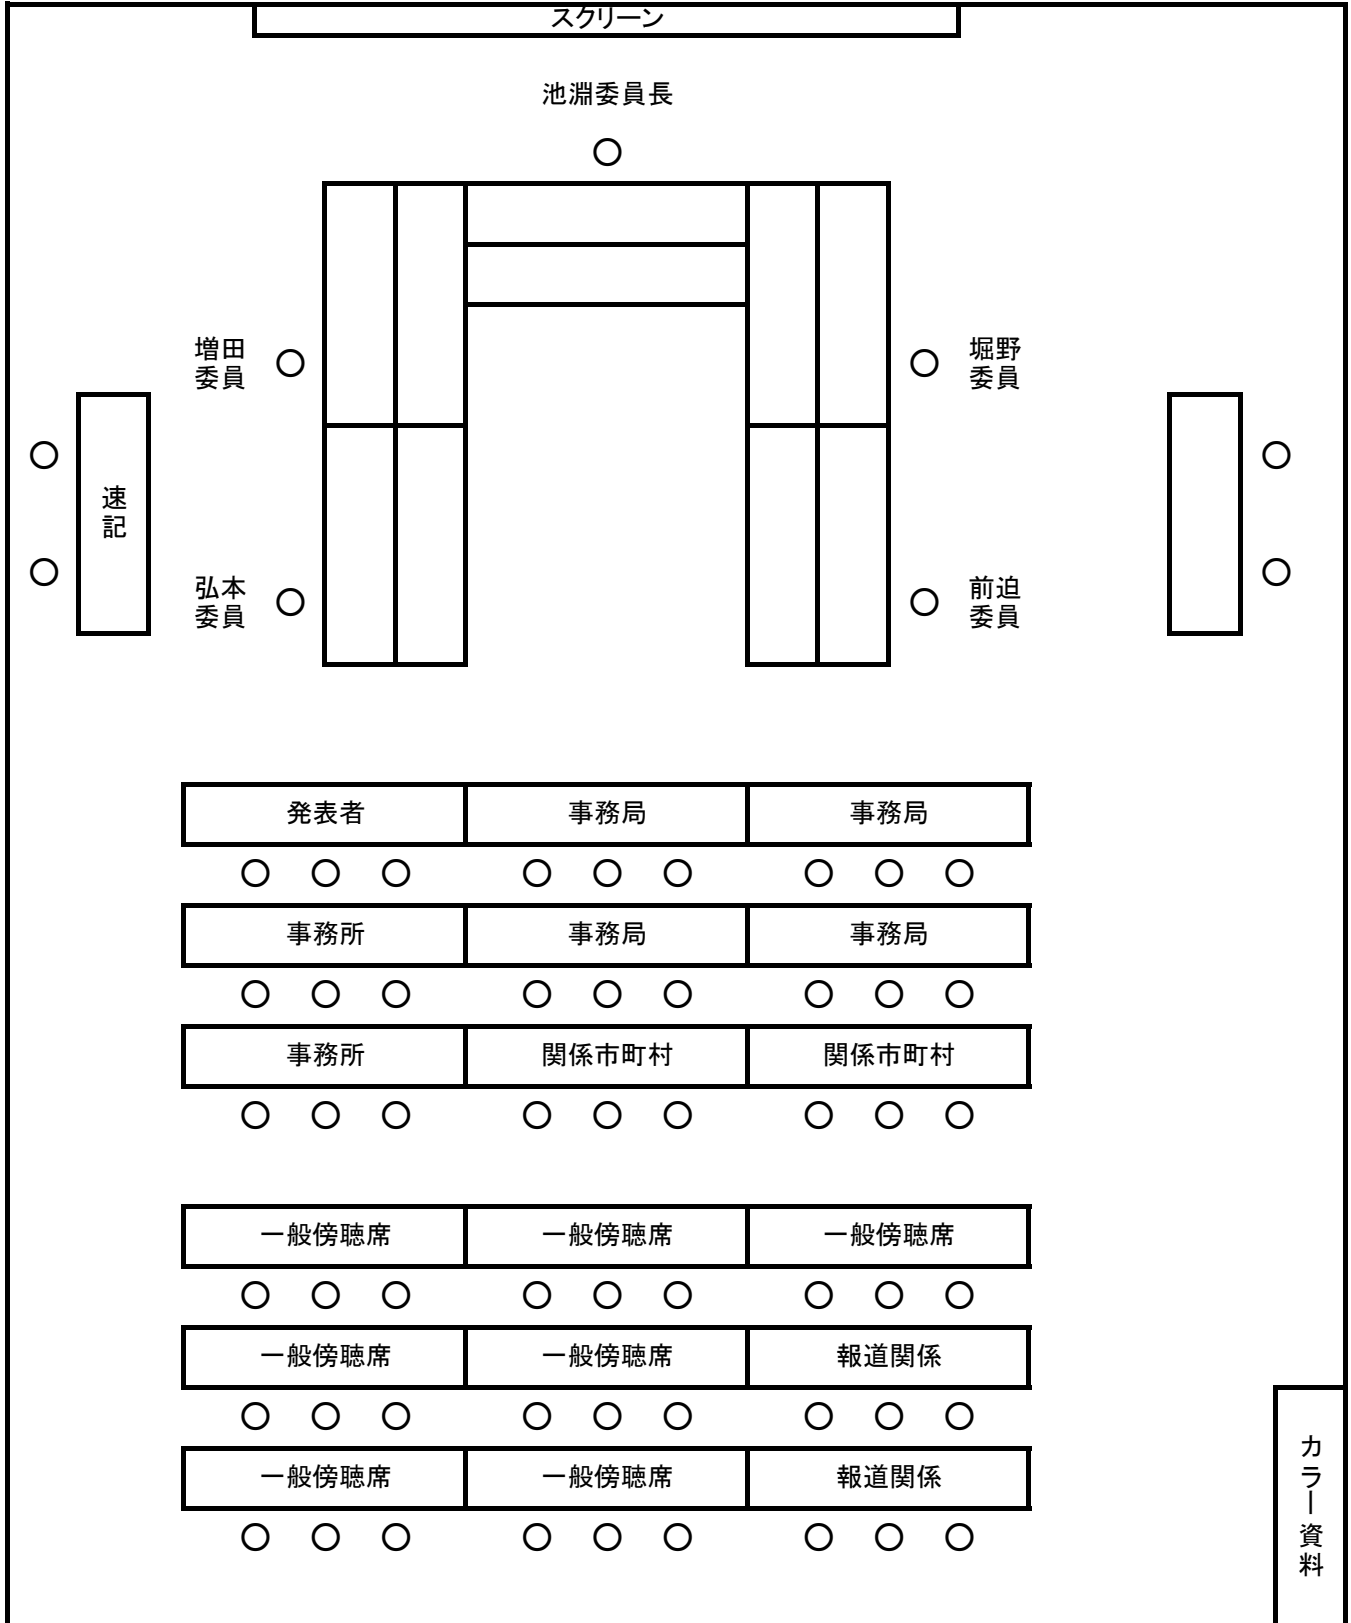 スクリーン
池淵委員長
増田
委員
堀野
委員
速記
弘本
委員
前迫
委員
発表者
事務局
事務局
事務所
事務局
事務局
事務所
関係市町村
関係市町村
一般傍聴席
一般傍聴席
一般傍聴席
一般傍聴席
一般傍聴席
報道関係
一般傍聴席
一般傍聴席
報道関係
カラー資料